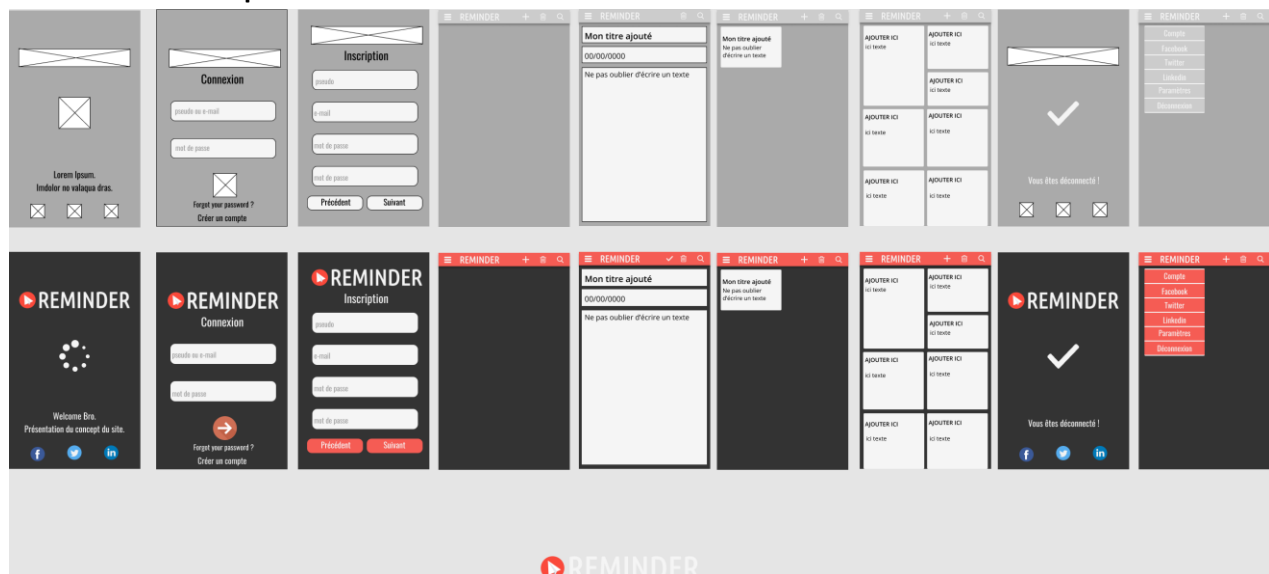 Lorem Ipsum.
Imdolor no valaqua dras.
Connexion
pseudo ou e-mail
mot de passe
Forgot your password ?
Créer un compte
Inscription
pseudo
e-mail
mot de passe
mot de passe
Précédent
Suivant
REMINDER
REMINDER
Mon titre ajouté
00/00/0000
Ne pas oublier d'écrire un texte
REMINDER
Mon titre ajouté
Ne pas oublier
d'écrire un texte
REMINDER
AJOUTER ICI
ici texte
AJOUTER ICI
ici texte
AJOUTER ICI
ici texte
AJOUTER ICI
ici texte
AJOUTER ICI
ici texte
AJOUTER ICI
ici texte
AJOUTER ICI
ici texte
Vous êtes déconnecté !
REMINDER
Compte
Facebook
Twitter
Linkedin
Paramètres
Déconnexion
REMINDER
Welcome Bro.
Présentation du concept du site.
f
in
REMINDER
Connexion
pseudo ou e-mail
mot de passe
Forgot your password ?
Créer un compte
REMINDER
Inscription
pseudo
e-mail
mot de passe
mot de passe
Précédent
Suivant
REMINDER
REMINDER
Mon titre ajouté
00/00/0000
Ne pas oublier d'écrire un texte
REMINDER
Mon titre ajouté
Ne pas oublier
d'écrire un texte
REMINDER
AJOUTER ICI
ici texte
AJOUTER ICI
ici texte
AJOUTER ICI
ici texte
AJOUTER ICI
ici texte
AJOUTER ICI
ici texte
AJOUTER ICI
ici texte
AJOUTER ICI
ici texte
REMINDER
Vous êtes déconnecté !
f
in
REMINDER
Compte
Facebook
Twitter
Linkedin
Paramètres
Déconnexion
REMINDER